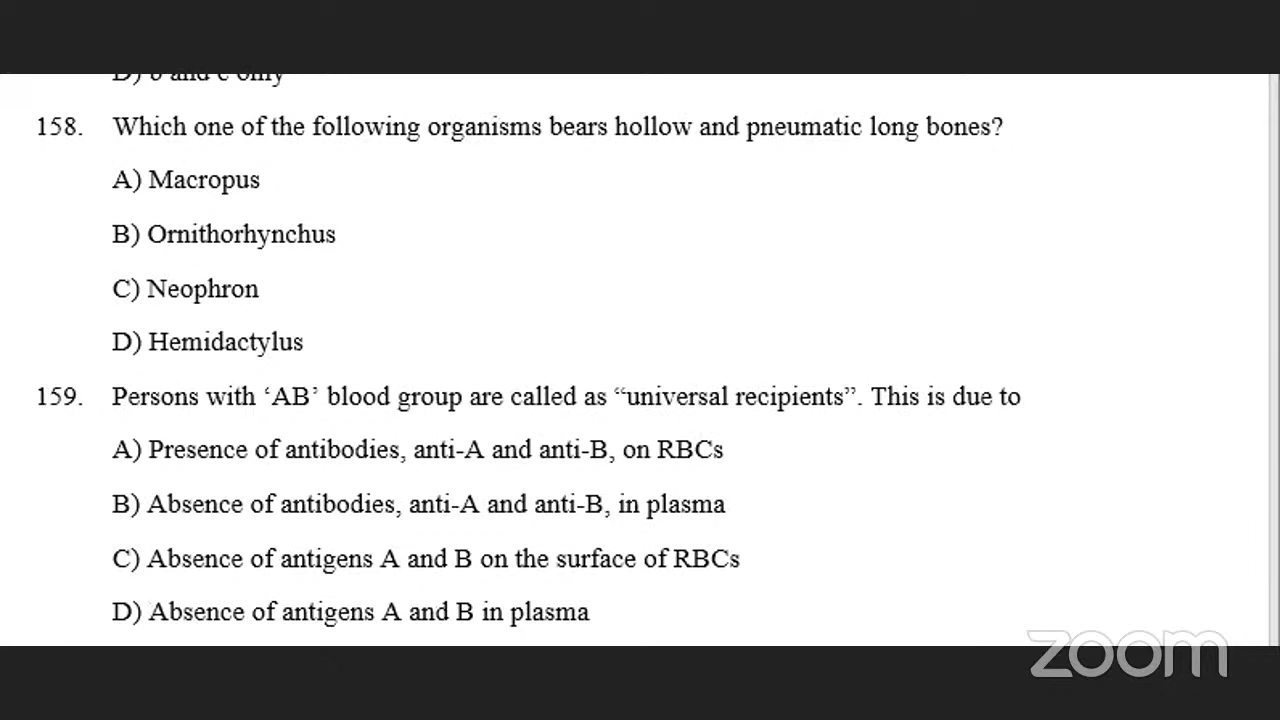 D) b and c only
158. Which one of the following organisms bears hollow and pneumatic long bones?
A) Macropus
B) Ornithorhynchus
C) Neophron
D) Hemidactylus
159. Persons with ‘AB’ blood group are called as “universal recipients”. This is due to
A) Presence of antibodies, anti-A and anti-B, on RBCs
B) Absence of antibodies, anti-A and anti-B, in plasma
C) Absence of antigens A and B on the surface of RBCs
D) Absence of antigens A and B in plasma
zoom